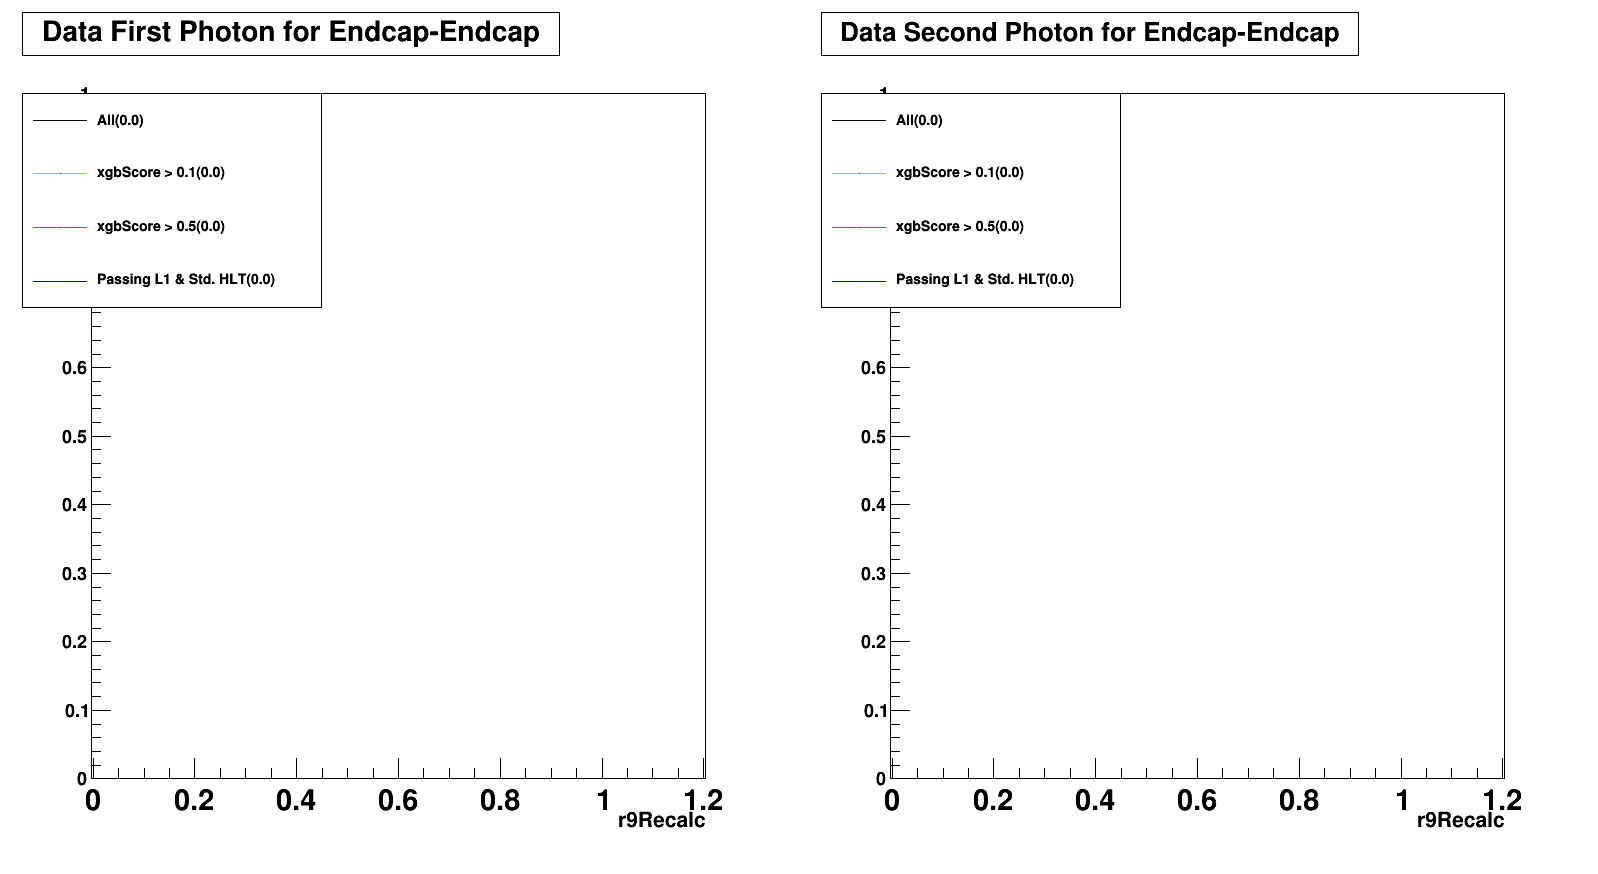 Data First Photon for Endcap-Endcap
1
All(0.0)
xgbScore > 0.1(0.0)
xgbScore > 0.5(0.0)
Passing L1 & Std. HLT(0.0)
0.6
0.5
0.4
0.3
0.2
0.1
0
0 0.2 0.4 0.6 0.8 1 1.2
r9Recalc
Data Second Photon for Endcap-Endcap
1
All(0.0)
xgbScore > 0.1(0.0)
xgbScore > 0.5(0.0)
Passing L1 & Std. HLT(0.0)
0.6
0.5
0.4
0.3
0.2
0.1
0
0 0.2 0.4 0.6 0.8 1 1.2
r9Recalc